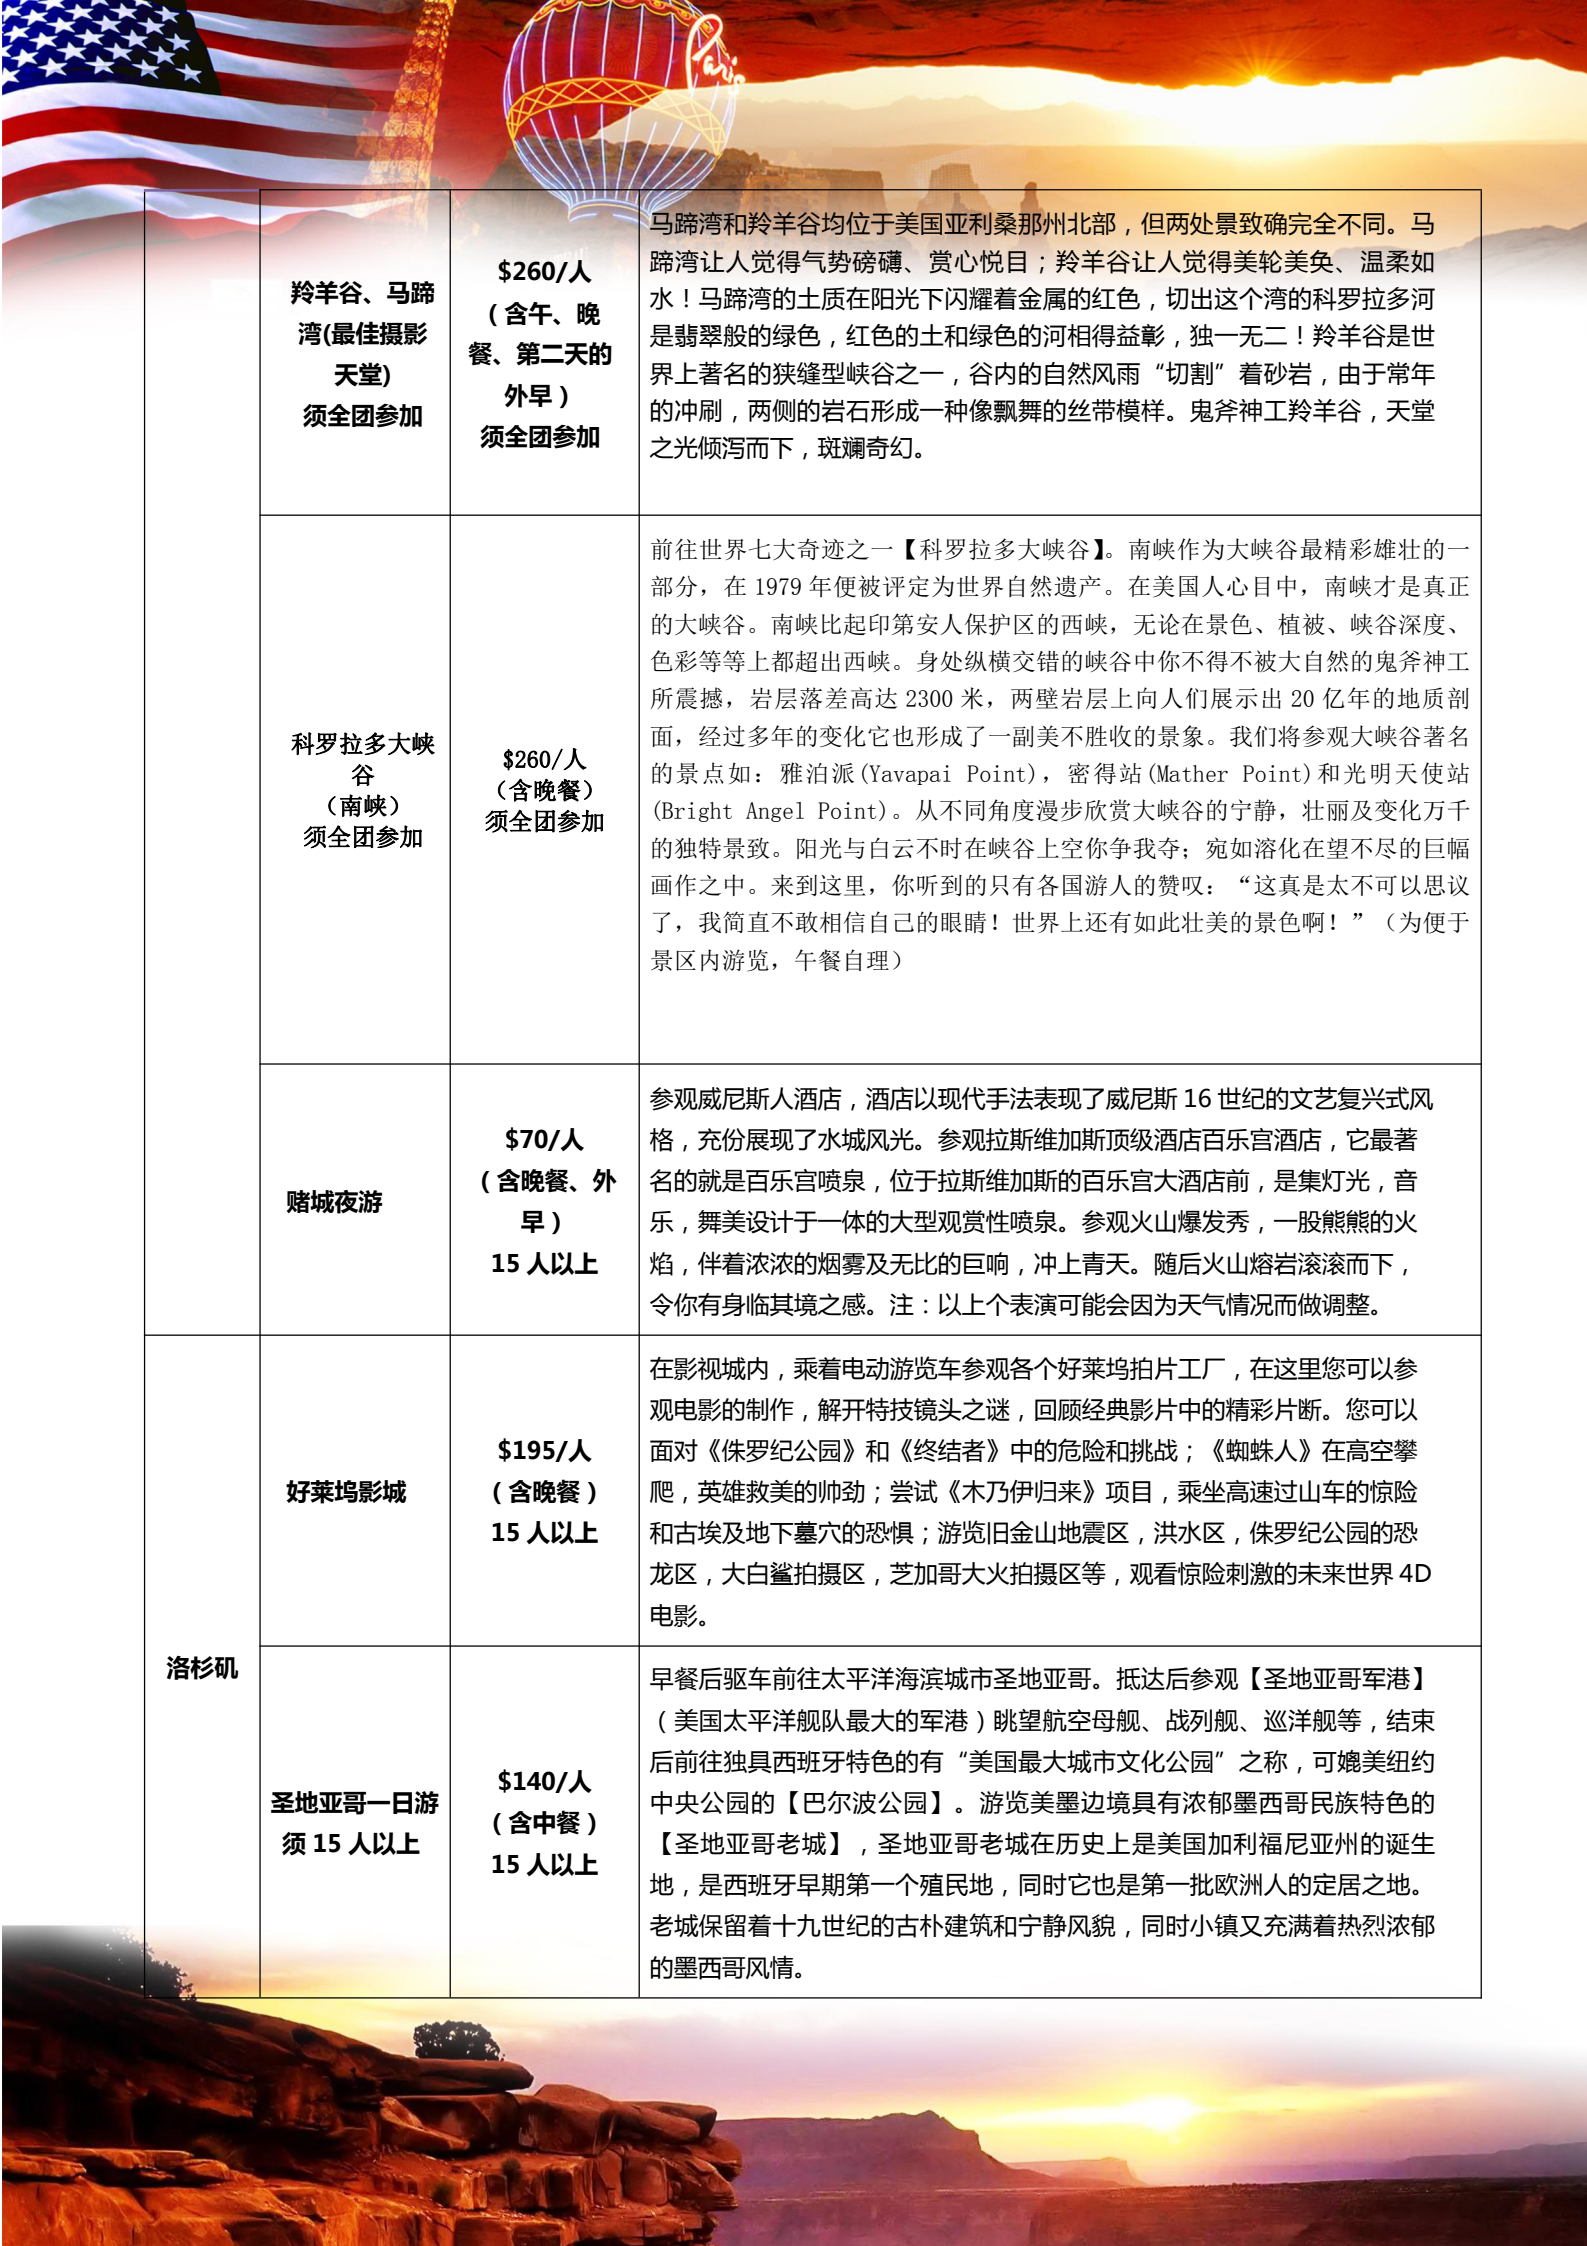 Paris
羚羊谷、马蹄
湾(最佳摄影
天堂)
须全团参加
$260/人
（含午、晚
餐、第二天的
外早）
须全团参加
马蹄湾和羚羊谷均位于美国亚利桑那州北部，但两处景致确完全不同。马
蹄湾让人觉得气势磅礴、赏心悦目；羚羊谷让人觉得美轮美奂、温柔如
水！马蹄湾的土质在阳光下闪耀着金属的红色，切出这个湾的科罗拉多河
是翡翠般的绿色，红色的土和绿色的河相得益彰，独一无二！羚羊谷是世
界上著名的狭缝型峡谷之一，谷内的自然风雨“切割”着砂岩，由于常年
的冲刷，两侧的岩石形成一种像飘舞的丝带模样。鬼斧神工羚羊谷，天堂
之光倾泻而下，斑斓奇幻。
科罗拉多大峡
谷
（南峡）
须全团参加
$260/人
（含晚餐）
须全团参加
前往世界七大奇迹之一【科罗拉多大峡谷】。南峡作为大峡谷最精彩雄壮的一
部分，在 1979 年便被评定为世界自然遗产。在美国人心目中，南峡才是真正
的大峡谷。南峡比起印第安人保护区的西峡，无论在景色、植被、峡谷深度、
色彩等等上都超出西峡。身处纵横交错的峡谷中你不得不被大自然的鬼斧神工
所震撼，岩层落差高达 2300 米，两壁岩层上向人们展示出 20 亿年的地质剖
面，经过多年的变化它也形成了一副美不胜收的景象。我们将参观大峡谷著名
的景点如：雅泊派(Yavapai Point)，密得站(Mather Point)和光明天使站
(Bright Angel Point)。从不同角度漫步欣赏大峡谷的宁静，壮丽及变化万千
的独特景致。阳光与白云不时在峡谷上空你争我夺；宛如溶化在望不尽的巨幅
画作之中。来到这里，你听到的只有各国游人的赞叹：“这真是太不可以思议
了，我简直不敢相信自己的眼睛！世界上还有如此壮美的景色啊！”（为便于
景区内游览，午餐自理）
赌城夜游
$70/人
（含晚餐、外
早）
15 人以上
参观威尼斯人酒店，酒店以现代手法表现了威尼斯 16 世纪的文艺复兴式风
格，充份展现了水城风光。参观拉斯维加斯顶级酒店百乐宫酒店，它最著
名的就是百乐宫喷泉，位于拉斯维加斯的百乐宫大酒店前，是集灯光，音
乐，舞美设计于一体的大型观赏性喷泉。参观火山爆发秀，一股熊熊的火
焰，伴着浓浓的烟雾及无比的巨响，冲上青天。随后火山熔岩滚滚而下，
令你有身临其境之感。注：以上个表演可能会因为天气情况而做调整。
洛杉矶
好莱坞影城
$195/人
（含晚餐）
15 人以上
在影视城内，乘着电动游览车参观各个好莱坞拍片工厂，在这里您可以参
观电影的制作，解开特技镜头之谜，回顾经典影片中的精彩片断。您可以
面对《侏罗纪公园》和《终结者》中的危险和挑战；《蜘蛛人》在高空攀
爬，英雄救美的帅劲；尝试《木乃伊归来》项目，乘坐高速过山车的惊险
和古埃及地下墓穴的恐惧；游览旧金山地震区，洪水区，侏罗纪公园的恐
龙区，大白鲨拍摄区，芝加哥大火拍摄区等，观看惊险刺激的未来世界 4D
电影。
圣地亚哥一日游
须 15 人以上
$140/人
（含中餐）
15 人以上
早餐后驱车前往太平洋海滨城市圣地亚哥。抵达后参观【圣地亚哥军港】
（美国太平洋舰队最大的军港）眺望航空母舰、战列舰、巡洋舰等，结束
后前往独具西班牙特色的有“美国最大城市文化公园”之称，可媲美纽约
中央公园的【巴尔波公园】。游览美墨边境具有浓郁墨西哥民族特色的
【圣地亚哥老城】，圣地亚哥老城在历史上是美国加利福尼亚州的诞生
地，是西班牙早期第一个殖民地，同时它也是第一批欧洲人的定居之地。
老城保留着十九世纪的古朴建筑和宁静风貌，同时小镇又充满着热烈浓郁
的墨西哥风情。